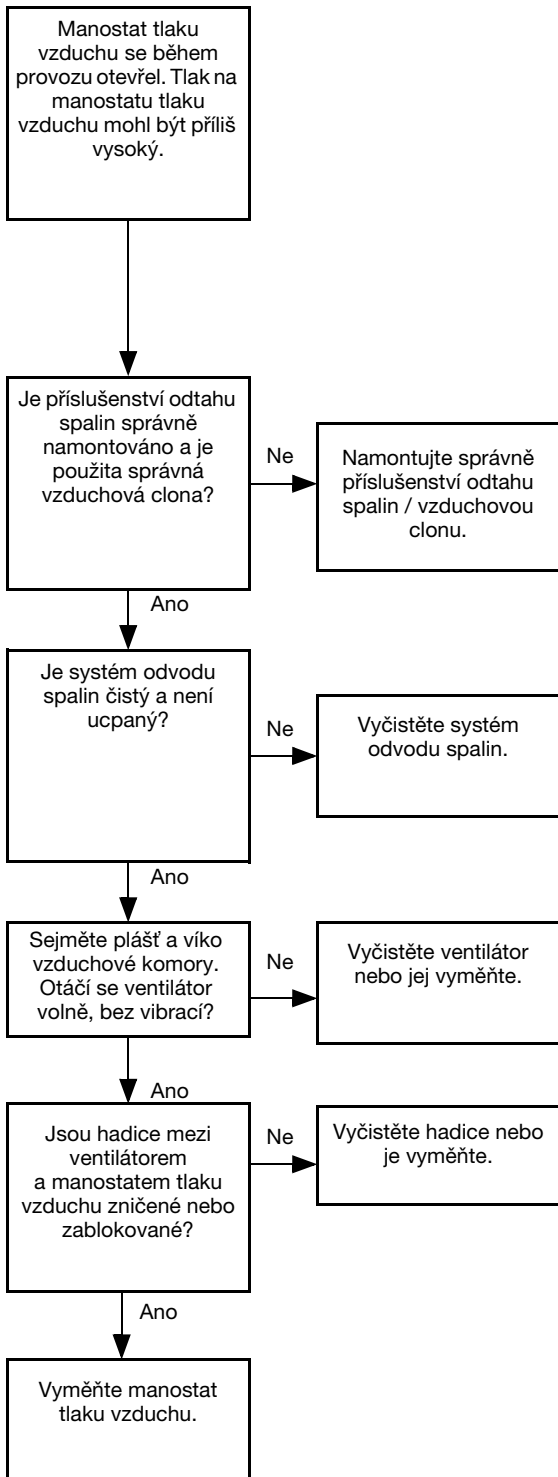 Manostat tlaku
vzduchu se během
provozu otevřel. Tlak na
manostatu tlaku
vzduchu mohl být příliš
vysoký.
Je příslušenství odtahu
spalin správně
namontováno a je
použita správná
vzduchová clona?
Ne
Namontujte správně
příslušenství odtahu
spalin / vzduchovou
clonu.
Ano
Je systém odvodu
spalin čistý a není
ucpaný?
Ne
Vyčistěte systém
odvodu spalin.
Ano
Sejměte plášť a víko
vzduchové komory.
Otáčí se ventilátor
volně, bez vibrací?
Ne
Vyčistěte ventilátor
nebo jej vyměňte.
Ano
Jsou hadice mezi
ventilátorem
a manostatem tlaku
vzduchu zničené nebo
zablokované?
Ne
Vyčistěte hadice nebo
je vyměňte.
Ano
Vyměňte manostat
tlaku vzduchu.